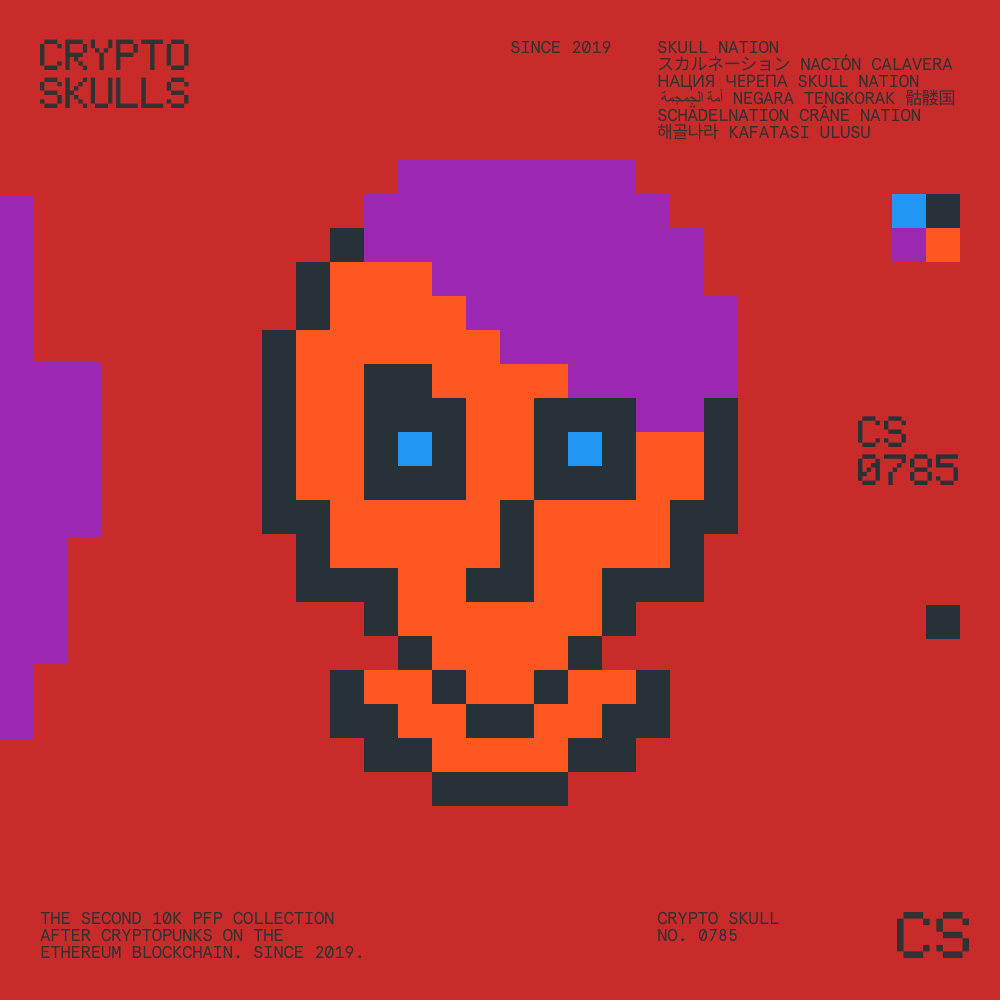 CRYPTO
SKULLS
SINCE 2019
SKULL NATION
スカルネーション NACIÓN CALAVERA
НАЦИЯ ЧЕРЕПА SKULL NATION
أمة الجمجمة NEGARA TENGKORAK 骷髅国
SCHÄDELNATION CRÂNE NATION
해골나라 KAFATASI ULUSU
CS
0785
THE SECOND 10K PFP COLLECTION
AFTER CRYPTOPUNKS ON THE
ETHEREUM BLOCKCHAIN. SINCE 2019.
CRYPTO SKULL
NO. 0785
CS